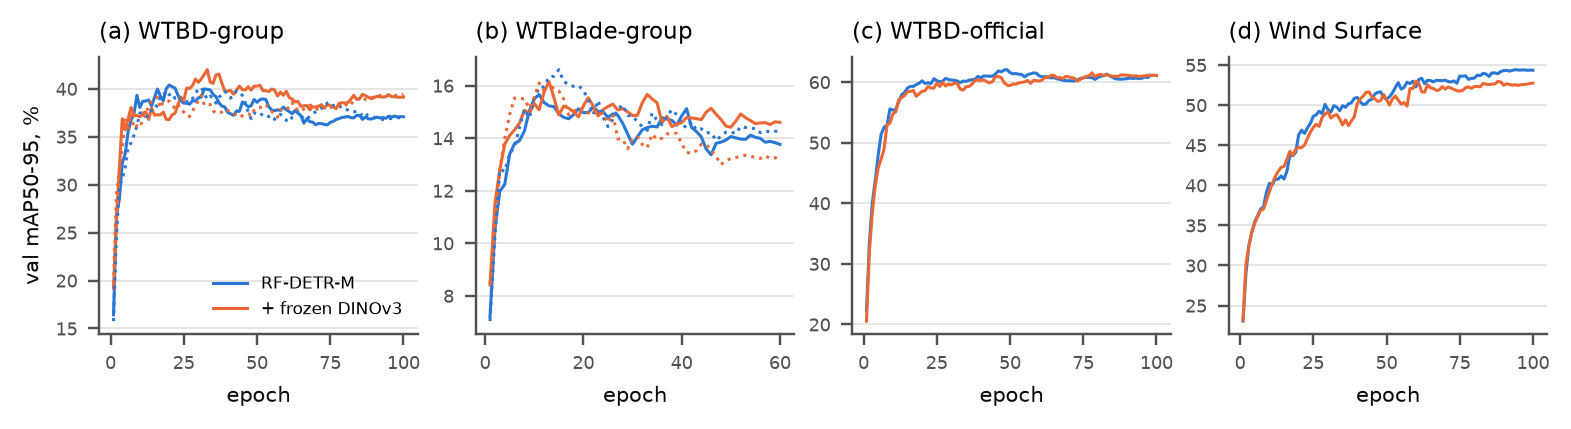 (a) WTBD-group
(b) WTBlade-group
(c) WTBD-official
(d) Wind Surface
val mAP50-95, %
40
35
30
25
20
15
RF-DETR-M
+ frozen DINOv3
0 25 50 75 100
epoch
16
14
12
10
8
0 20 40 60
epoch
60
50
40
30
20
0 25 50 75 100
epoch
55
50
45
40
35
30
25
0 25 50 75 100
epoch